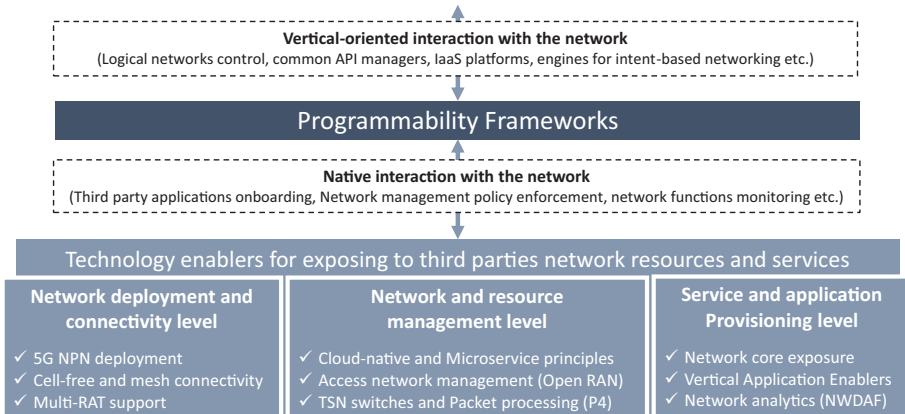 Vertical-oriented interaction with the network
(Logical networks control, common API managers, IaaS platforms, engines for intent-based networking etc.)
Programmability Frameworks
Native interaction with the network
(Third party applications onboarding, Network management policy enforcement, network functions monitoring etc.)
Technology enablers for exposing to third parties network resources and services
Network deployment and
connectivity level
✓ 5G NPN deployment
✓ Cell-free and mesh connectivity
✓ Multi-RAT support
Network and resource
management level
✓ Cloud-native and Microservice principles
✓ Access network management (Open RAN)
✓ TSN switches and Packet processing (P4)
Service and application
Provisioning level
✓ Network core exposure
✓ Vertical Application Enablers
✓ Network analytics (NWDAF)